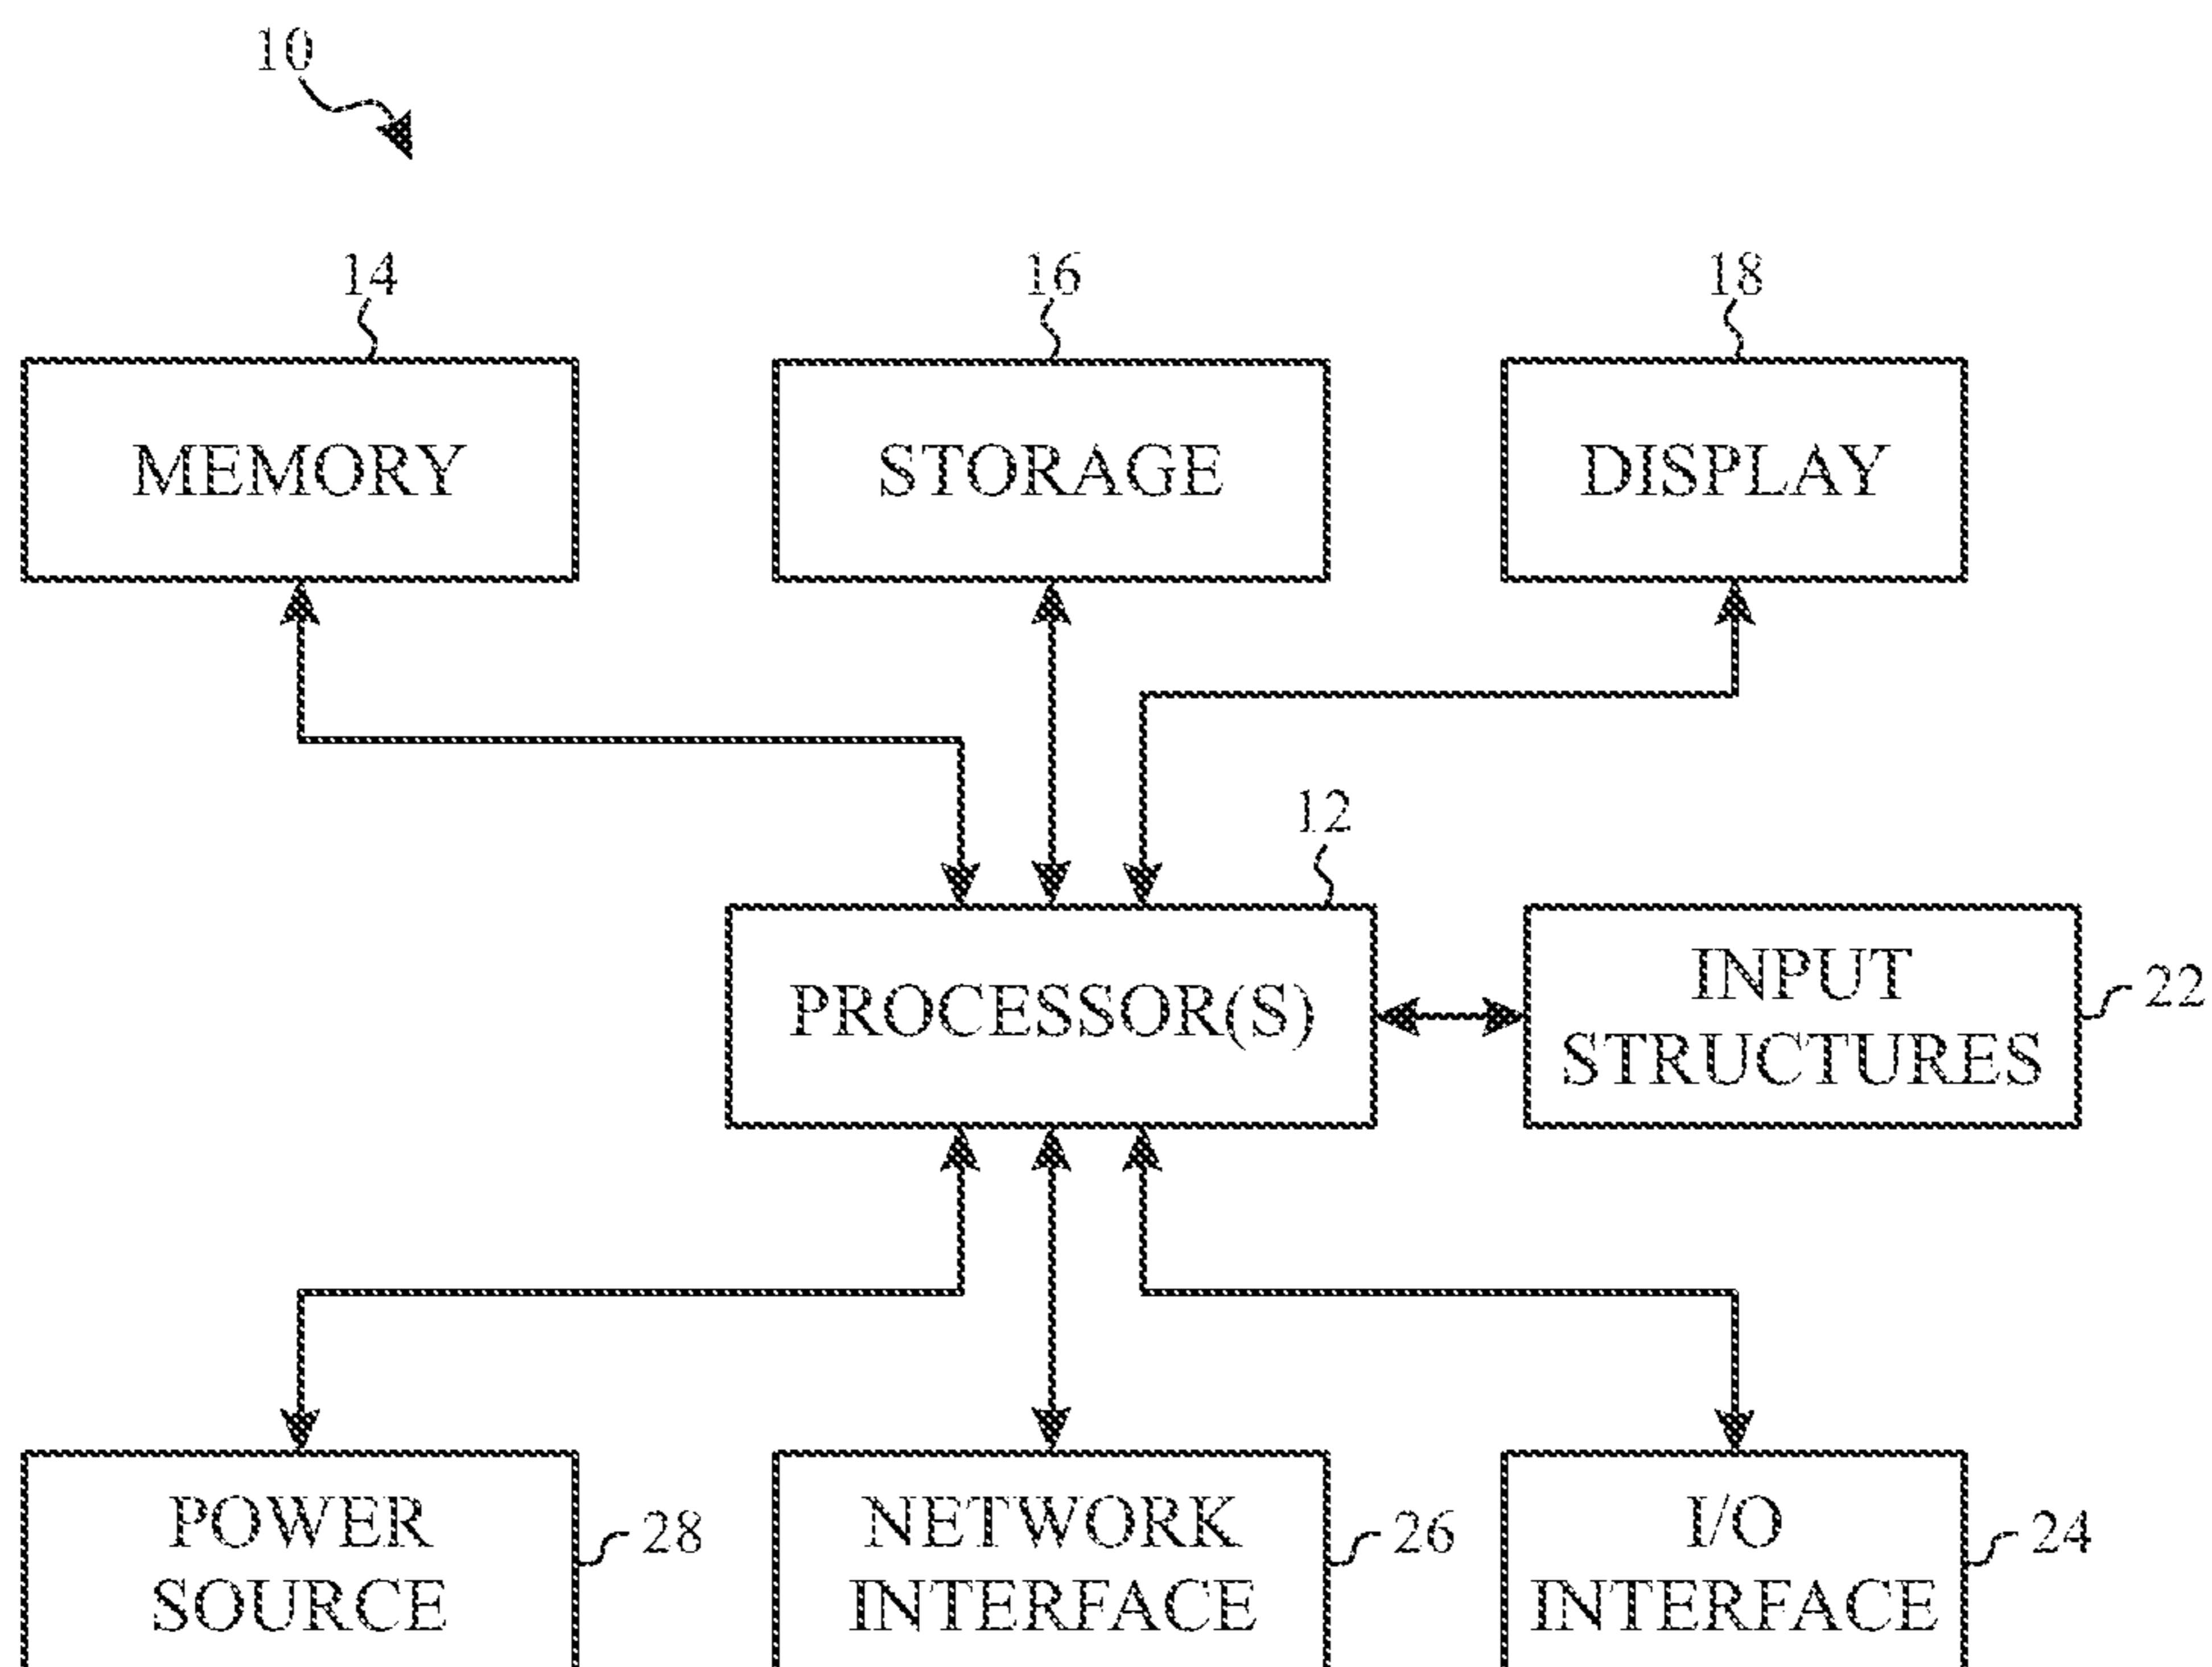 10
14
16
18
MEMORY
STORAGE
DISPLAY
12
PROCESSOR(S)
INPUT
STRUCTURES
22
POWER
SOURCE
28
NETWORK
INTERFACE
26
I/O
INTERFACE
24